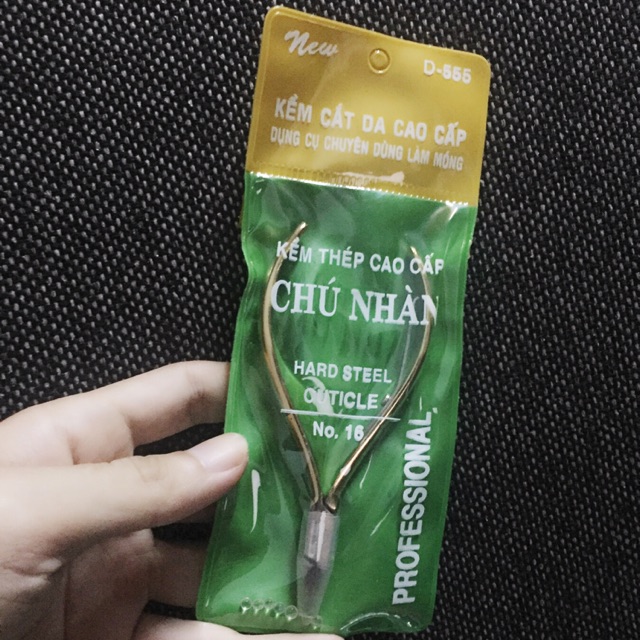 New
D-555
KỀM CẮT DA CAO CẤP
DỤNG CỤ CHUYÊN DÙNG LÀM MÓNG
KỀM THÉP CAO CẤP
CHÚ NHÀN
HARD STEEL
CUTICLE
No. 16
PROFESSIONAL